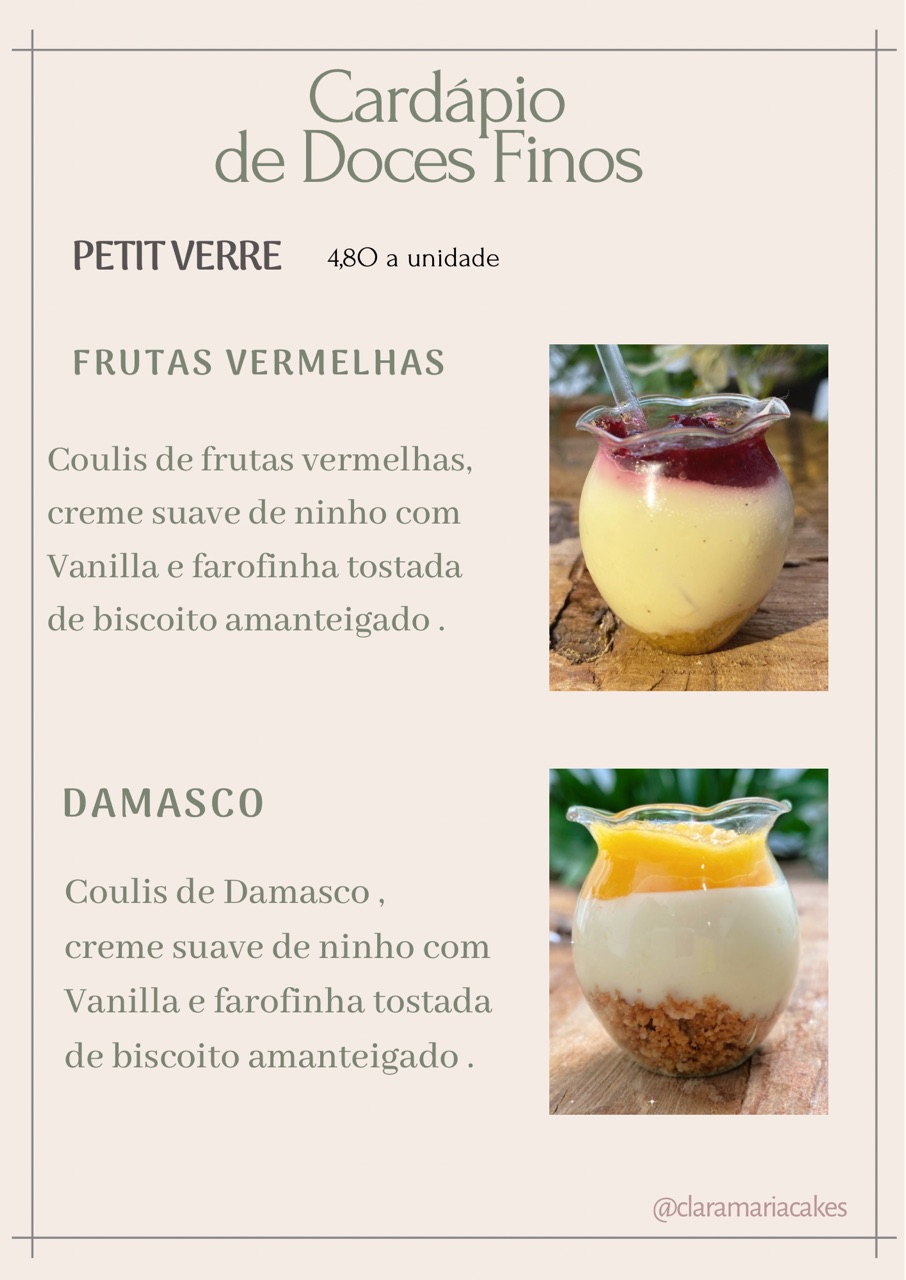 Cardápio
de Doces Finos
PETIT VERRE 4,80 a unidade
FRUTAS VERMELHAS
Coulis de frutas vermelhas,
creme suave de ninho com
Vanilla e farofinha tostada
de biscoito amanteigado .
DAMASCO
Coulis de Damasco ,
creme suave de ninho com
Vanilla e farofinha tostada
de biscoito amanteigado .
@claramariacakes